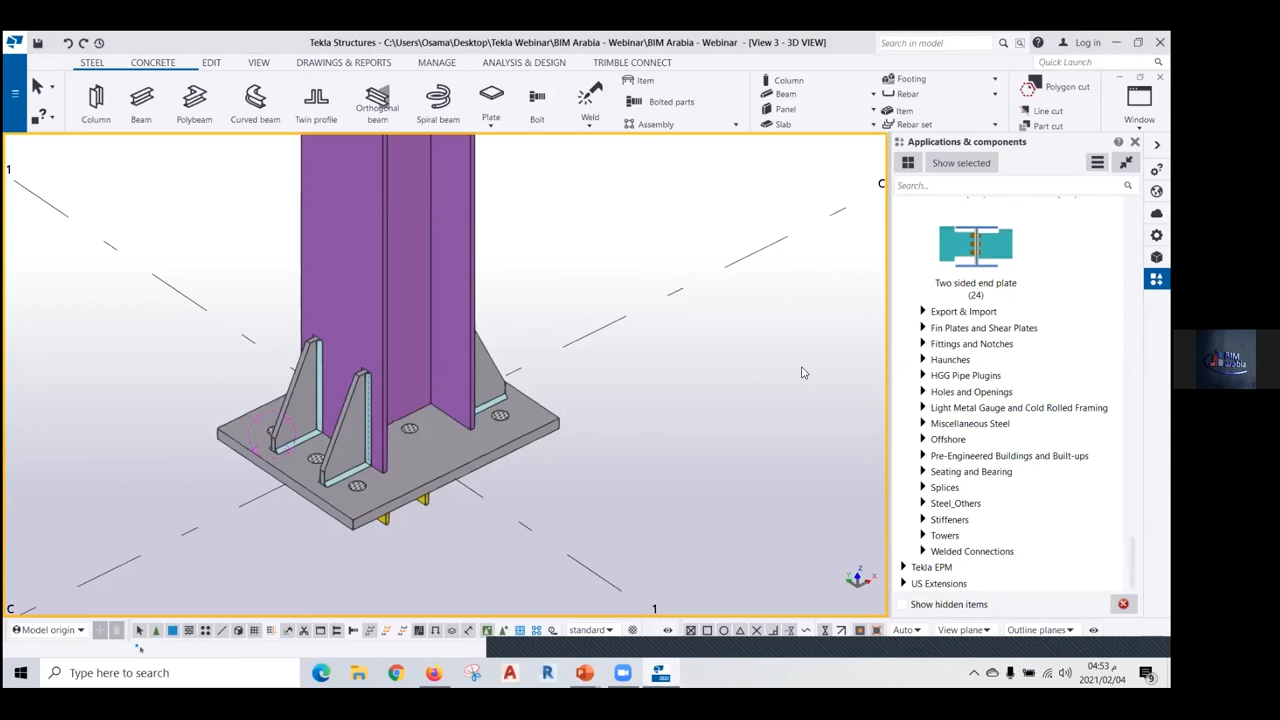 Tekla Structures - C:\Users\Osama\Desktop\Tekla Webinar\BIM Arabia - Webinar\BIM Arabia - Webinar - [View 3 - 3D VIEW)
Search in model
Log in
STEEL CONCRETE EDIT VIEW DRAWINGS & REPORTS MANAGE ANALYSIS & DESIGN TRIMBLE CONNECT
Quick Launch
Column
Beam
Polybeam
Curved beam
Twin profile
Orthogonal
beam
Spiral beam
Plate
Bolt
Weld
Item
Bolted parts
Assembly
Column
Beam
Panel
Slab
Footing
Rebar
Item
Rebar set
Polygon cut
Line cut
Part cut
Window
1
C
C
1
Z
Y
X
Applications & components
Show selected
Search...
Two sided end plate
(24)
Export & Import
Fin Plates and Shear Plates
Fittings and Notches
Haunches
HGG Pipe Plugins
Holes and Openings
Light Metal Gauge and Cold Rolled Framing
Miscellaneous Steel
Offshore
Pre-Engineered Buildings and Built-ups
Seating and Bearing
Splices
Steel_Others
Stiffeners
Towers
Welded Connections
Tekla EPM
US Extensions
Show hidden items
BIM
arabia
Model origin
standard
Auto
View plane
Outline planes
Type here to search
04:53 م
2021/02/04
9